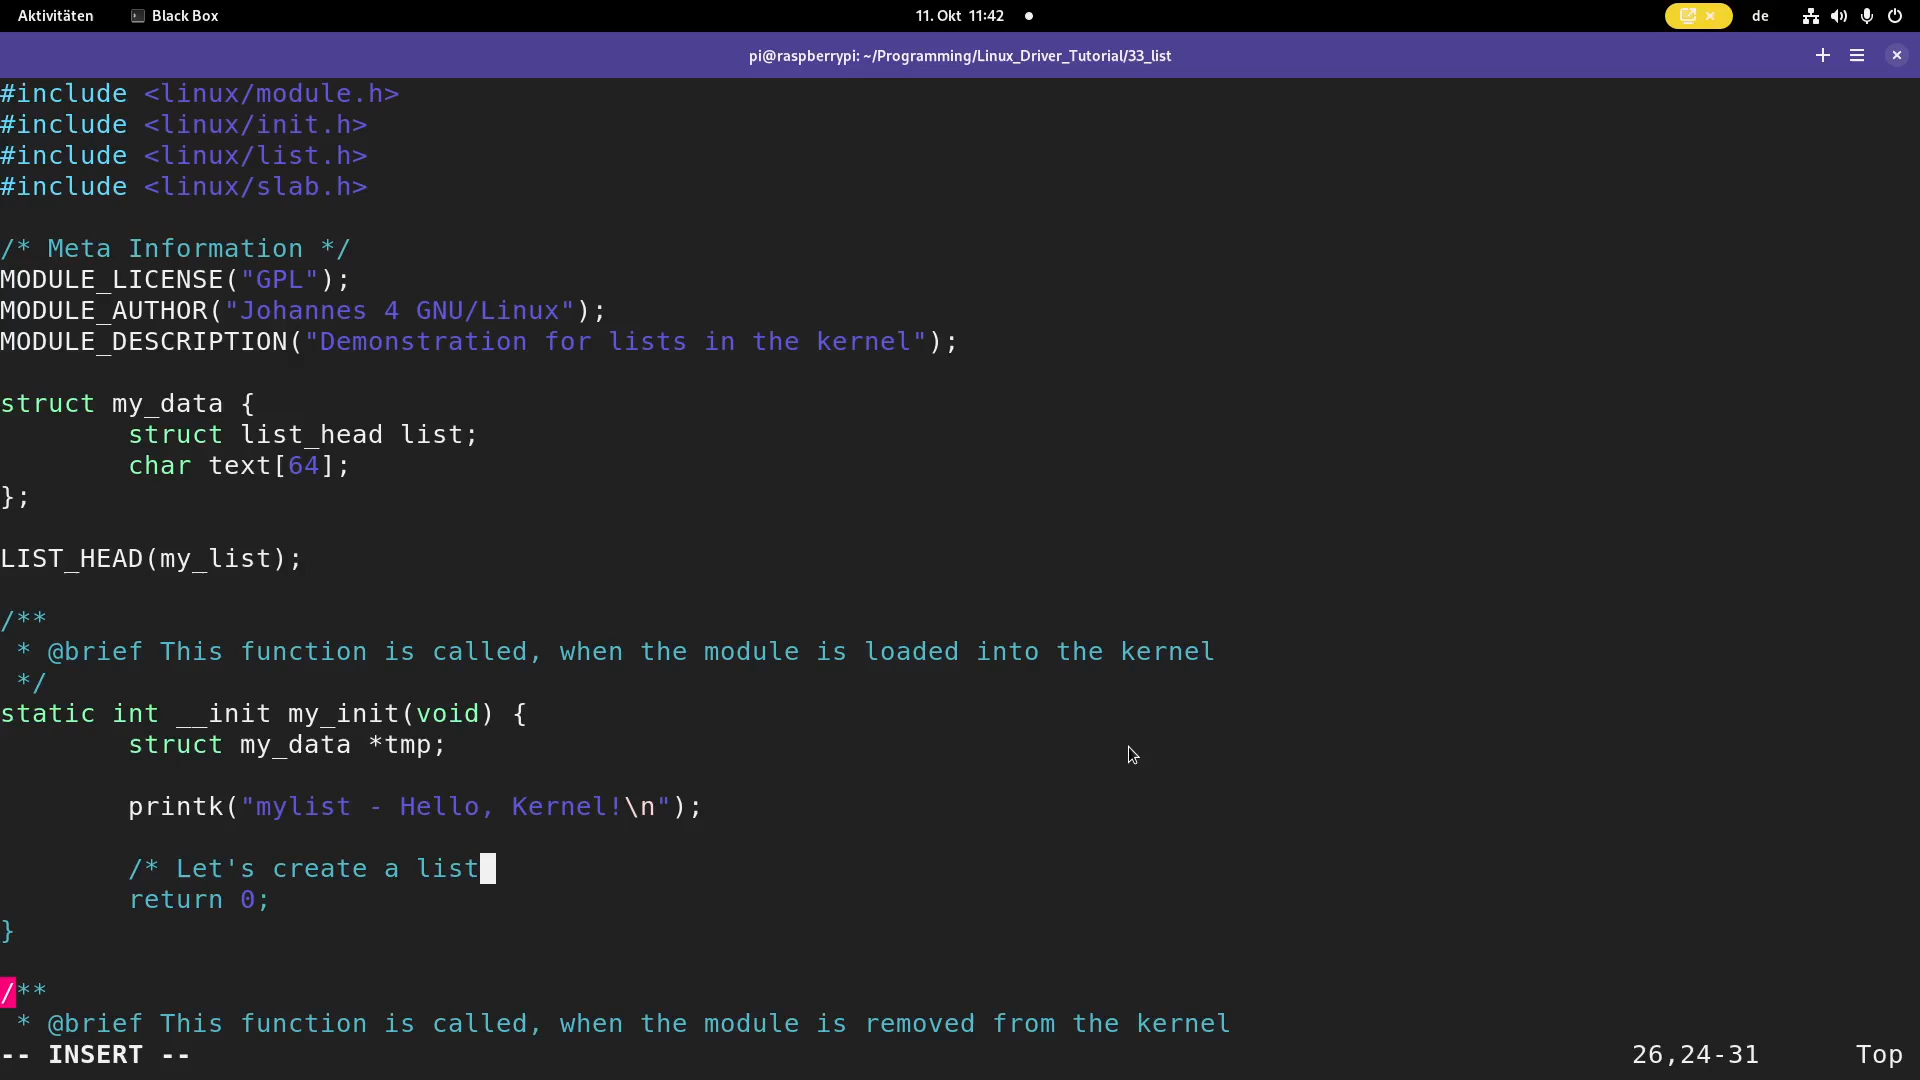 Aktivitäten Black Box 11. Okt 11:42 de
pi@raspberrypi: ~/Programming/Linux_Driver_Tutorial/33_list
#include <linux/module.h>
#include <linux/init.h>
#include <linux/list.h>
#include <linux/slab.h>
/* Meta Information */
MODULE_LICENSE("GPL");
MODULE_AUTHOR("Johannes 4 GNU/Linux");
MODULE_DESCRIPTION("Demonstration for lists in the kernel");
struct my_data {
        struct list_head list;
        char text[64];
};
LIST_HEAD(my_list);
/**
 * @brief This function is called, when the module is loaded into the kernel
 */
static int __init my_init(void) {
        struct my_data *tmp;
        printk("mylist - Hello, Kernel!\n");
        /* Let's create a list
        return 0;
}
/**
 * @brief This function is called, when the module is removed from the kernel
-- INSERT -- 26,24-31 Top